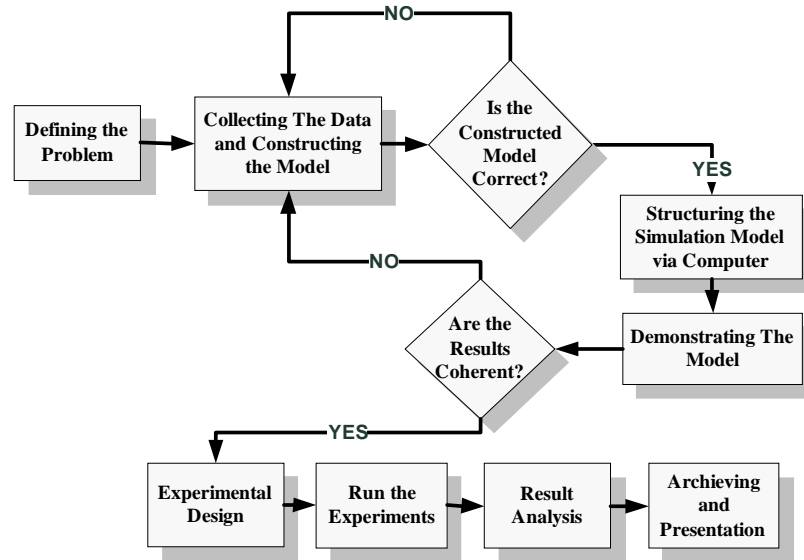 NO
Defining the
Problem
Collecting The Data
and Constructing
the Model
Is the
Constructed
Model
Correct?
YES
Structuring the
Simulation Model
via Computer
NO
Are the
Results
Coherent?
Demonstrating The
Model
YES
Experimental
Design
Run the
Experiments
Result
Analysis
Archieving
and
Presentation